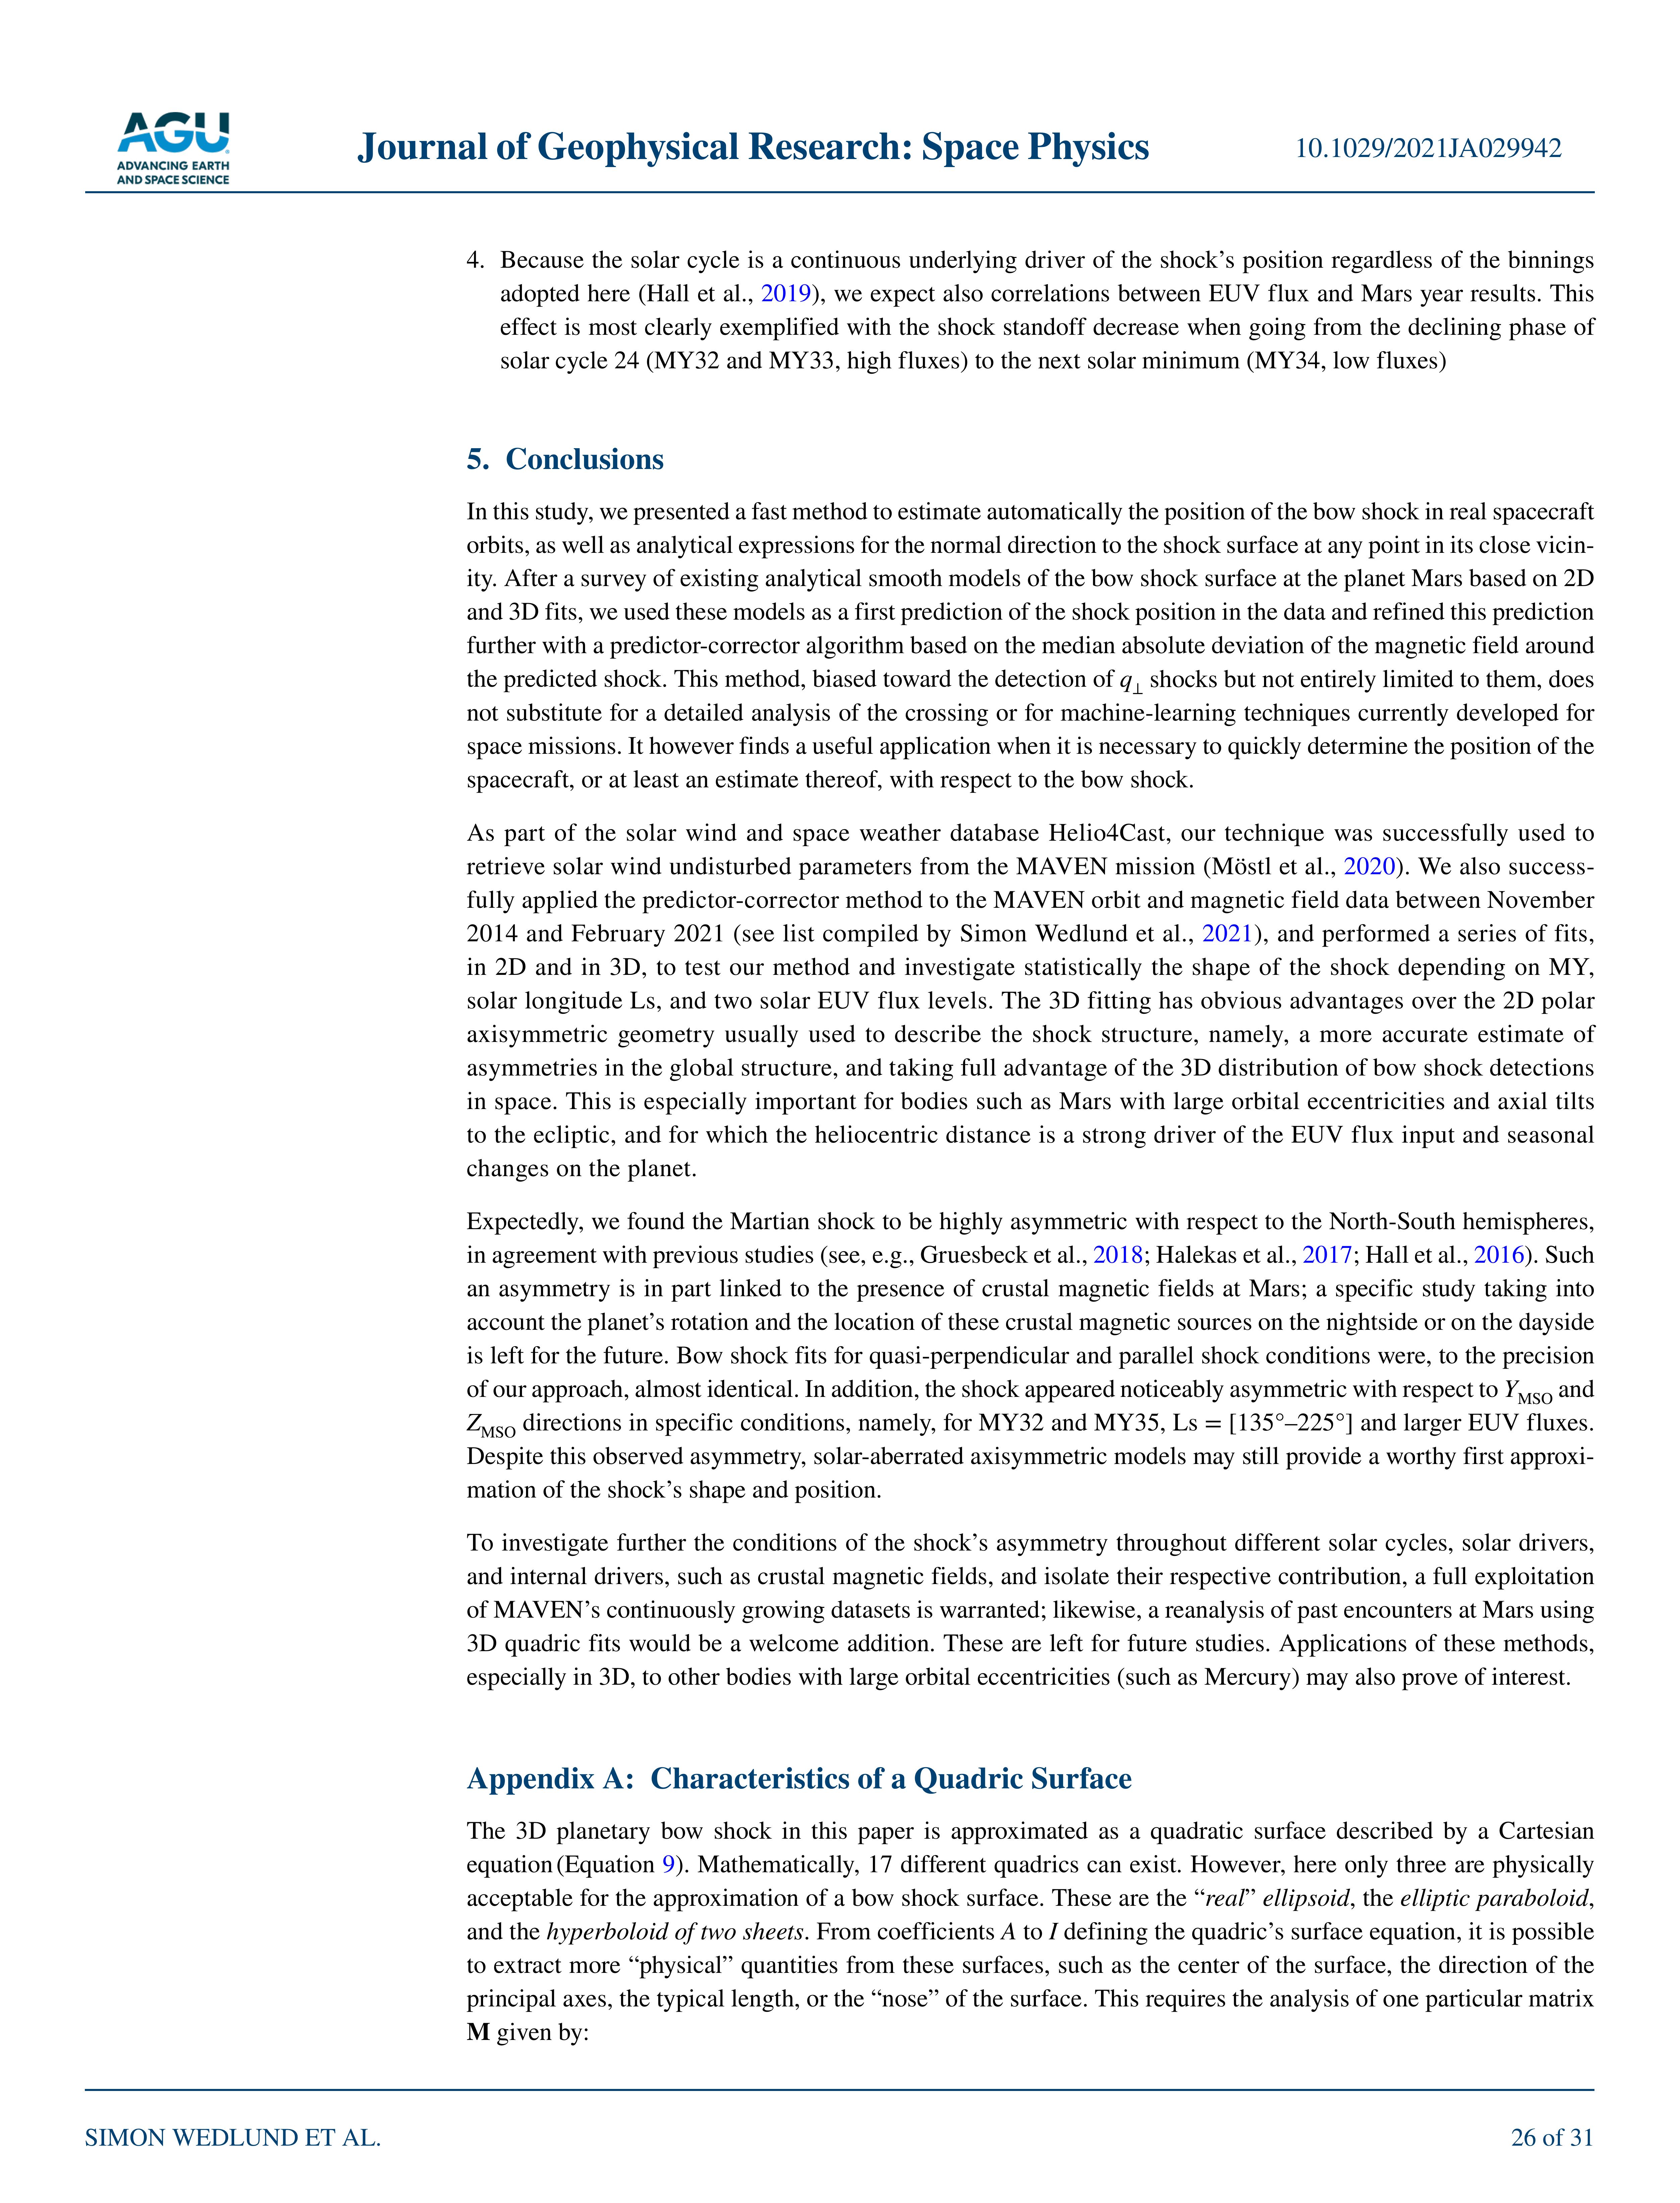 AGU
ADVANCING EARTH
AND SPACE SCIENCE
Journal of Geophysical Research: Space Physics
10.1029/2021JA029942
4. Because the solar cycle is a continuous underlying driver of the shock’s position regardless of the binnings
adopted here (Hall et al., 2019), we expect also correlations between EUV flux and Mars year results. This
effect is most clearly exemplified with the shock standoff decrease when going from the declining phase of
solar cycle 24 (MY32 and MY33, high fluxes) to the next solar minimum (MY34, low fluxes)
5. Conclusions
In this study, we presented a fast method to estimate automatically the position of the bow shock in real spacecraft
orbits, as well as analytical expressions for the normal direction to the shock surface at any point in its close vicin-
ity. After a survey of existing analytical smooth models of the bow shock surface at the planet Mars based on 2D
and 3D fits, we used these models as a first prediction of the shock position in the data and refined this prediction
further with a predictor-corrector algorithm based on the median absolute deviation of the magnetic field around
the predicted shock. This method, biased toward the detection of q⊥ shocks but not entirely limited to them, does
not substitute for a detailed analysis of the crossing or for machine-learning techniques currently developed for
space missions. It however finds a useful application when it is necessary to quickly determine the position of the
spacecraft, or at least an estimate thereof, with respect to the bow shock.
As part of the solar wind and space weather database Helio4Cast, our technique was successfully used to
retrieve solar wind undisturbed parameters from the MAVEN mission (Möstl et al., 2020). We also success-
fully applied the predictor-corrector method to the MAVEN orbit and magnetic field data between November
2014 and February 2021 (see list compiled by Simon Wedlund et al., 2021), and performed a series of fits,
in 2D and in 3D, to test our method and investigate statistically the shape of the shock depending on MY,
solar longitude Ls, and two solar EUV flux levels. The 3D fitting has obvious advantages over the 2D polar
axisymmetric geometry usually used to describe the shock structure, namely, a more accurate estimate of
asymmetries in the global structure, and taking full advantage of the 3D distribution of bow shock detections
in space. This is especially important for bodies such as Mars with large orbital eccentricities and axial tilts
to the ecliptic, and for which the heliocentric distance is a strong driver of the EUV flux input and seasonal
changes on the planet.
Expectedly, we found the Martian shock to be highly asymmetric with respect to the North-South hemispheres,
in agreement with previous studies (see, e.g., Gruesbeck et al., 2018; Halekas et al., 2017; Hall et al., 2016). Such
an asymmetry is in part linked to the presence of crustal magnetic fields at Mars; a specific study taking into
account the planet’s rotation and the location of these crustal magnetic sources on the nightside or on the dayside
is left for the future. Bow shock fits for quasi-perpendicular and parallel shock conditions were, to the precision
of our approach, almost identical. In addition, the shock appeared noticeably asymmetric with respect to YMSO and
ZMSO directions in specific conditions, namely, for MY32 and MY35, Ls = [135°–225°] and larger EUV fluxes.
Despite this observed asymmetry, solar-aberrated axisymmetric models may still provide a worthy first approxi-
mation of the shock’s shape and position.
To investigate further the conditions of the shock’s asymmetry throughout different solar cycles, solar drivers,
and internal drivers, such as crustal magnetic fields, and isolate their respective contribution, a full exploitation
of MAVEN’s continuously growing datasets is warranted; likewise, a reanalysis of past encounters at Mars using
3D quadric fits would be a welcome addition. These are left for future studies. Applications of these methods,
especially in 3D, to other bodies with large orbital eccentricities (such as Mercury) may also prove of interest.
Appendix A: Characteristics of a Quadric Surface
The 3D planetary bow shock in this paper is approximated as a quadratic surface described by a Cartesian
equation (Equation 9). Mathematically, 17 different quadrics can exist. However, here only three are physically
acceptable for the approximation of a bow shock surface. These are the “real” ellipsoid, the elliptic paraboloid,
and the hyperboloid of two sheets. From coefficients A to I defining the quadric’s surface equation, it is possible
to extract more “physical” quantities from these surfaces, such as the center of the surface, the direction of the
principal axes, the typical length, or the “nose” of the surface. This requires the analysis of one particular matrix
M given by:
SIMON WEDLUND ET AL.
26 of 31